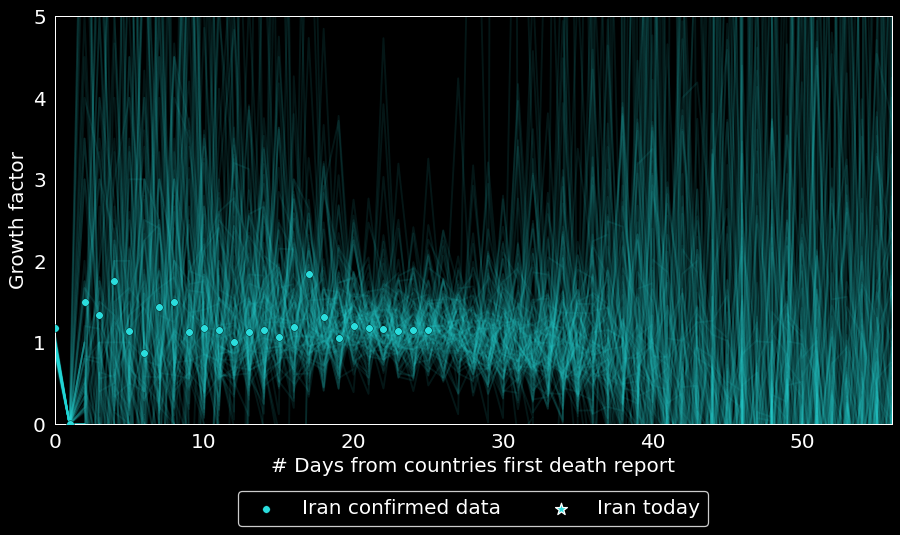 5
4
3
2
1
0
Growth factor
0 10 20 30 40 50
# Days from countries first death report
Iran confirmed data Iran today